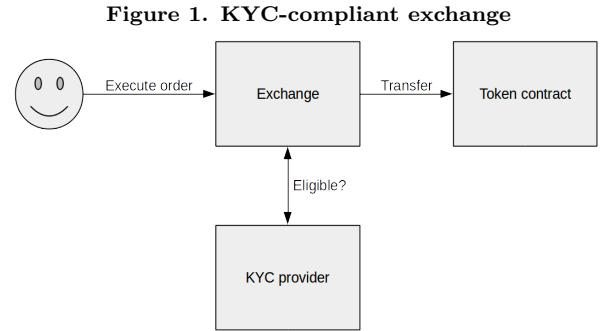 Figure 1. KYC-compliant exchange
Execute order
Exchange
Transfer
Token contract
Eligible?
KYC provider